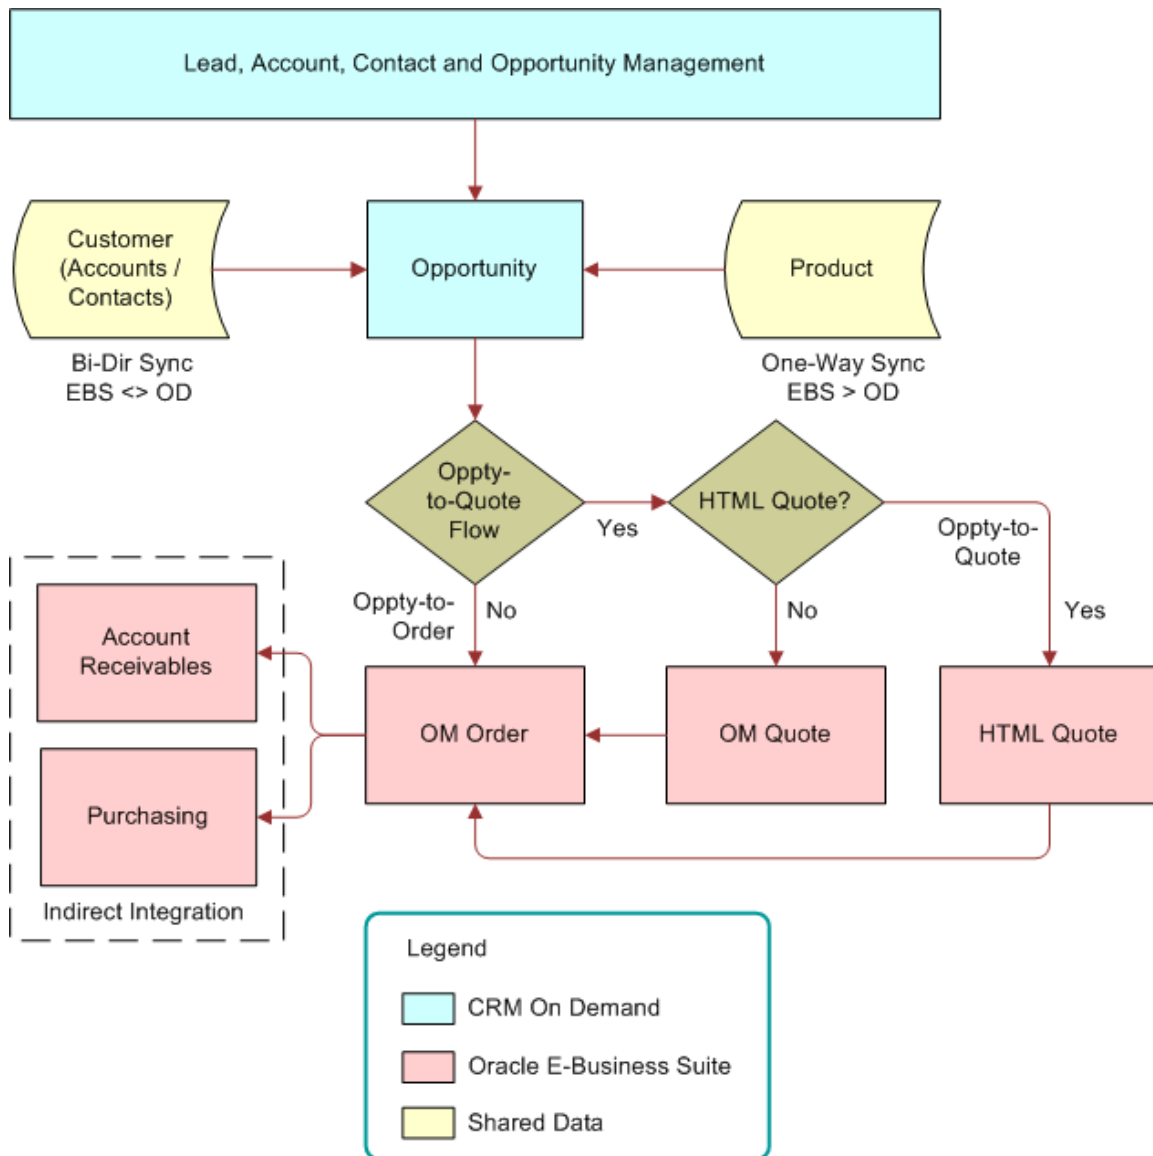 Lead, Account, Contact and Opportunity Management
Customer
(Accounts /
Contacts)
Opportunity
Product
Bi-Dir Sync
EBS <> OD
One-Way Sync
EBS > OD
Oppty-
to-Quote
Flow
Yes
HTML Quote?
Oppty-to-
Quote
Oppty-to-
Order
No
No
Yes
Account
Receivables
OM Order
OM Quote
HTML Quote
Purchasing
Indirect Integration
Legend
CRM On Demand
Oracle E-Business Suite
Shared Data